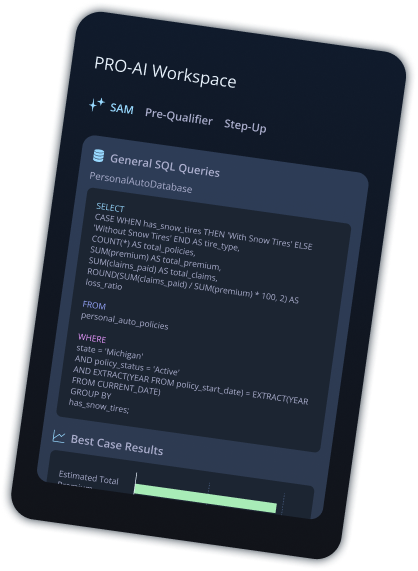 PRO-AI Workspace
SAM Pre-Qualifier Step-Up
General SQL Queries
PersonalAutoDatabase
SELECT
CASE WHEN has_snow_tires THEN 'With Snow Tires' ELSE
'Without Snow Tires' END AS tire_type,
COUNT(*) AS total_policies,
SUM(premium) AS total_premium,
SUM(claims_paid) AS total_claims,
ROUND(SUM(claims_paid) / SUM(premium) * 100, 2) AS
loss_ratio
FROM
personal_auto_policies
WHERE
state = 'Michigan'
AND policy_status = 'Active'
AND EXTRACT(YEAR FROM policy_start_date) = EXTRACT(YEAR
FROM CURRENT_DATE)
GROUP BY
has_snow_tires;
Best Case Results
Estimated Total
Premium